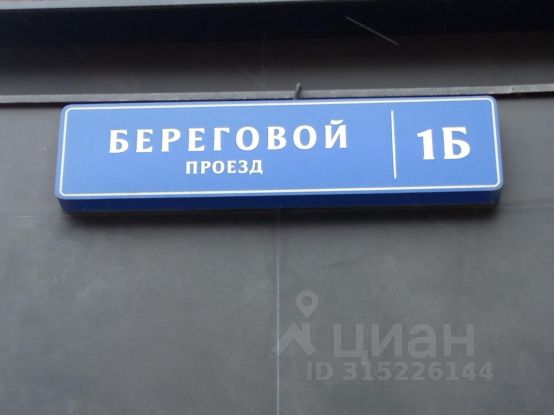 БЕРЕГОВОЙ
ПРОЕЗД
1Б
циан
ID 315226144